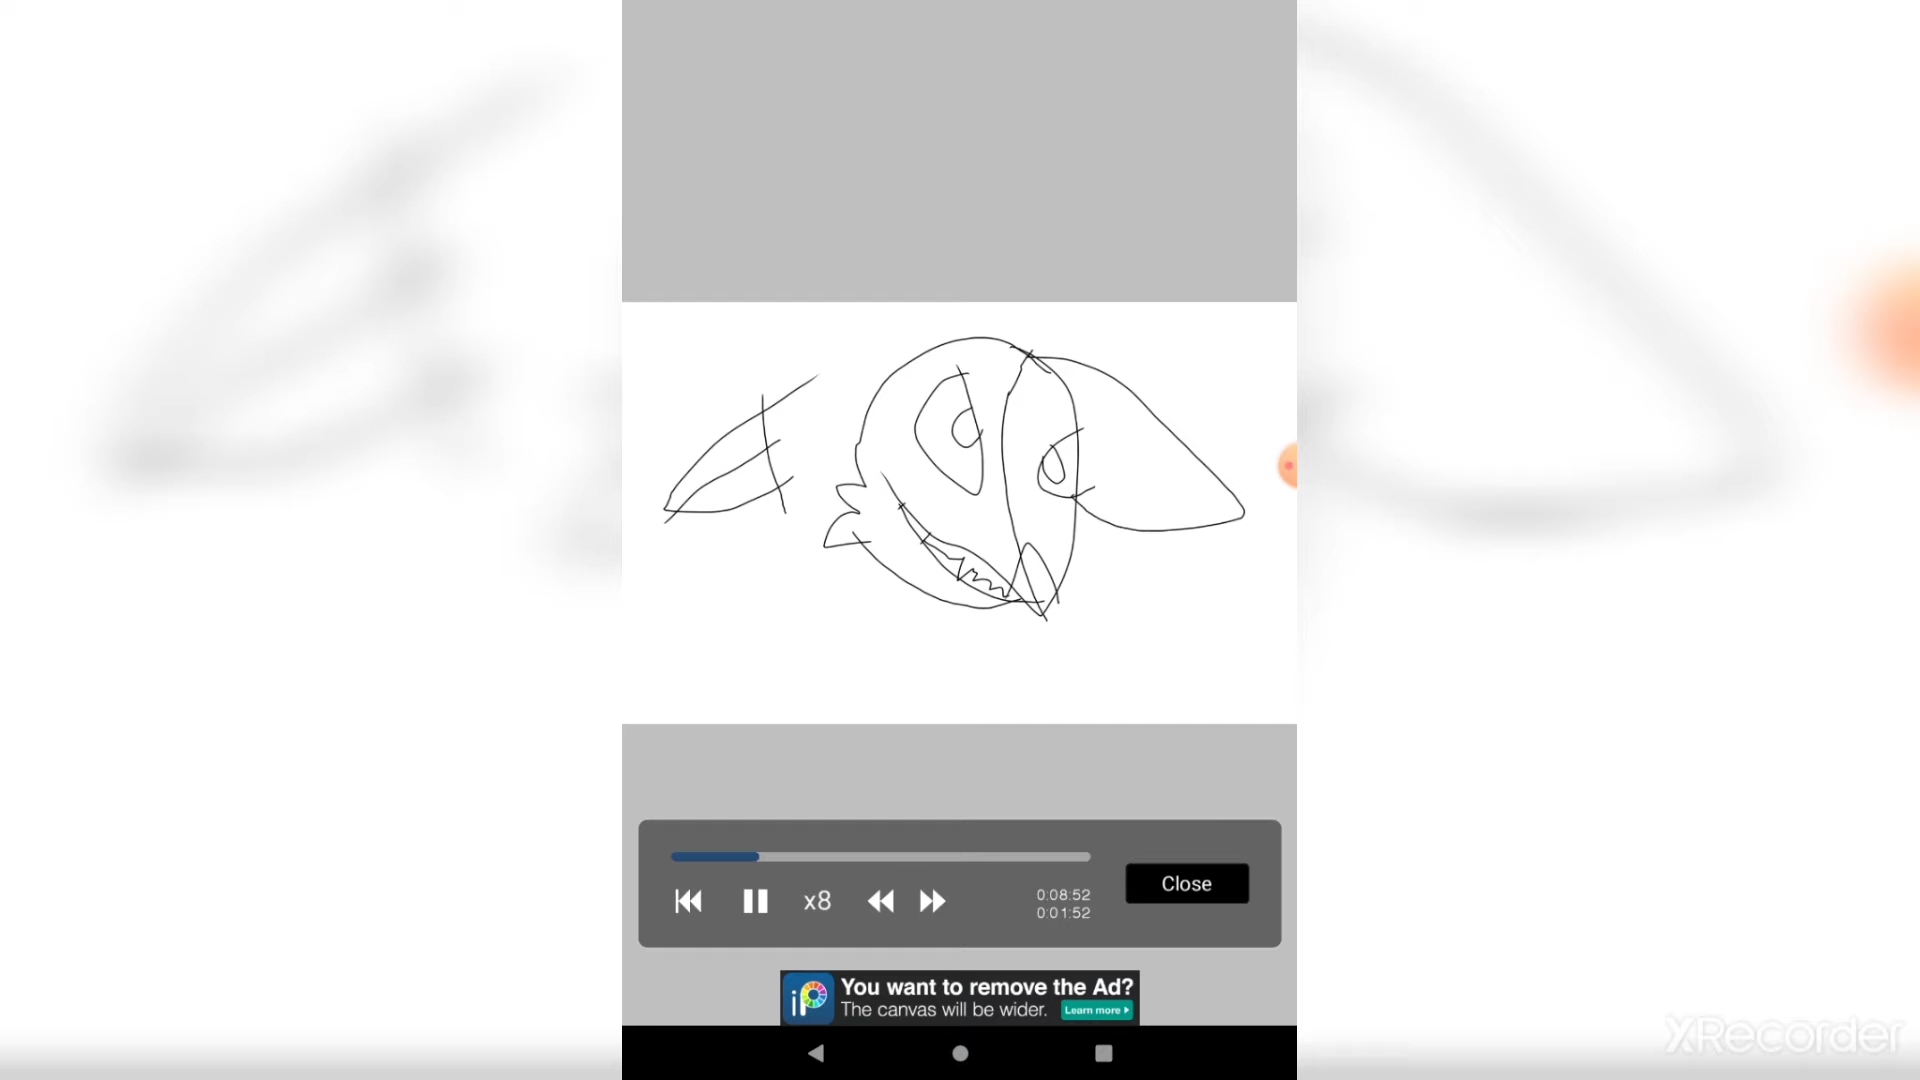 x8
0:08:52
0:01:52
Close
iP
You want to remove the Ad?
The canvas will be wider.
Learn more
XRecorder